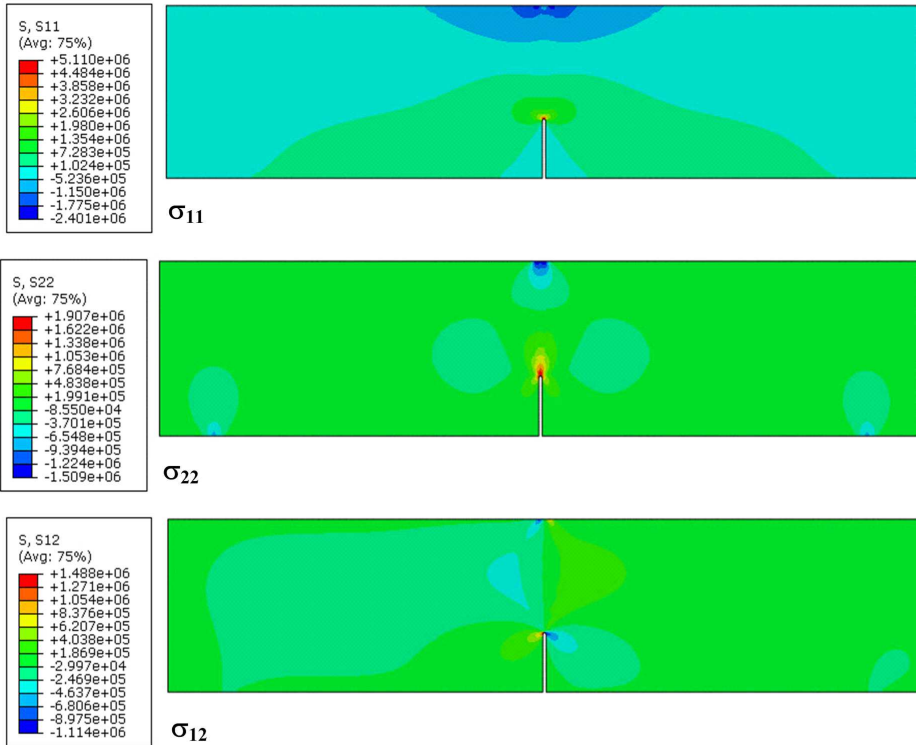 S, S11
(Avg: 75%)
+5.110e+06
+4.484e+06
+3.858e+06
+3.232e+06
+2.606e+06
+1.980e+06
+1.354e+06
+7.283e+05
+1.024e+05
-5.236e+05
-1.150e+06
-1.775e+06
-2.401e+06
σ11
S, S22
(Avg: 75%)
+1.907e+06
+1.622e+06
+1.338e+06
+1.053e+06
+7.684e+05
+4.838e+05
+1.991e+05
-8.550e+04
-3.701e+05
-6.548e+05
-9.394e+05
-1.224e+06
-1.509e+06
σ22
S, S12
(Avg: 75%)
+1.488e+06
+1.271e+06
+1.054e+06
+8.376e+05
+6.207e+05
+4.038e+05
+1.869e+05
-2.997e+04
-2.469e+05
-4.637e+05
-6.806e+05
-8.975e+05
-1.114e+06
σ12